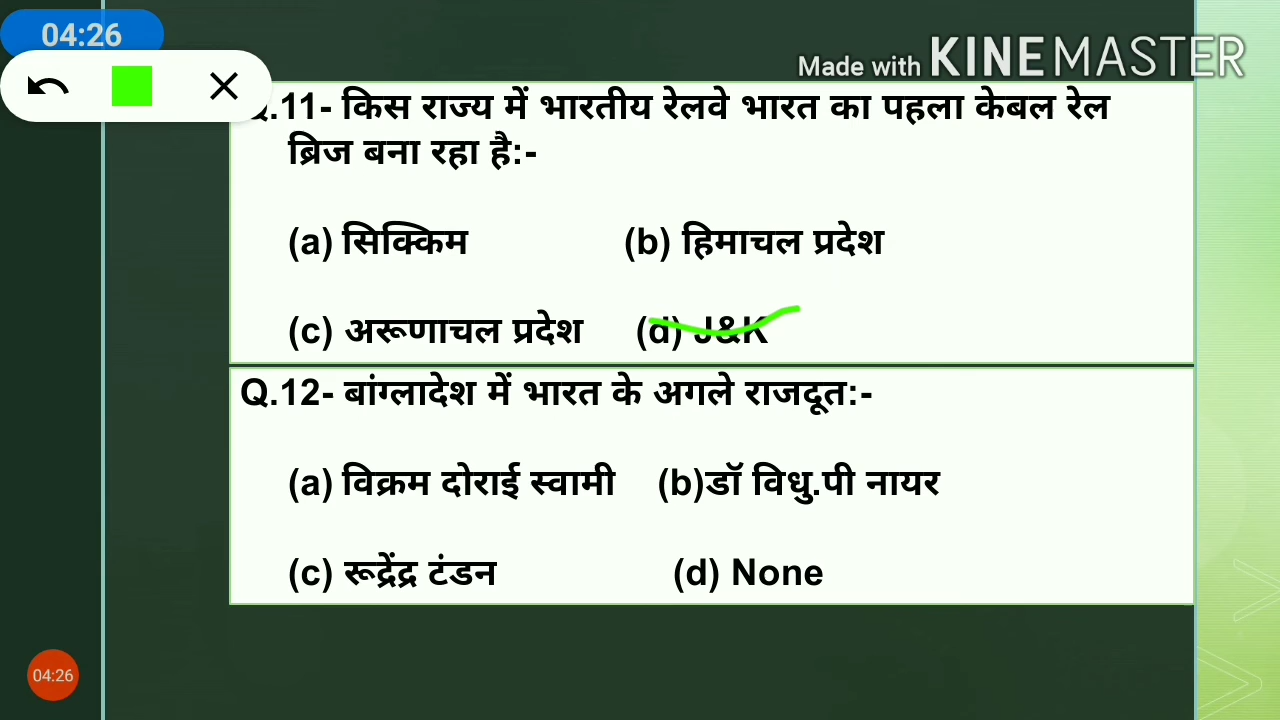 04:26
Made with KINEMASTER
Q.11- किस राज्य में भारतीय रेलवे भारत का पहला केबल रेल
ब्रिज बना रहा है:-
(a) सिक्किम (b) हिमाचल प्रदेश
(c) अरूणाचल प्रदेश (d) J&K
Q.12- बांग्लादेश में भारत के अगले राजदूत:-
(a) विक्रम दोराई स्वामी (b)डॉ विधु.पी नायर
(c) रूद्रेंद्र टंडन (d) None
04:26